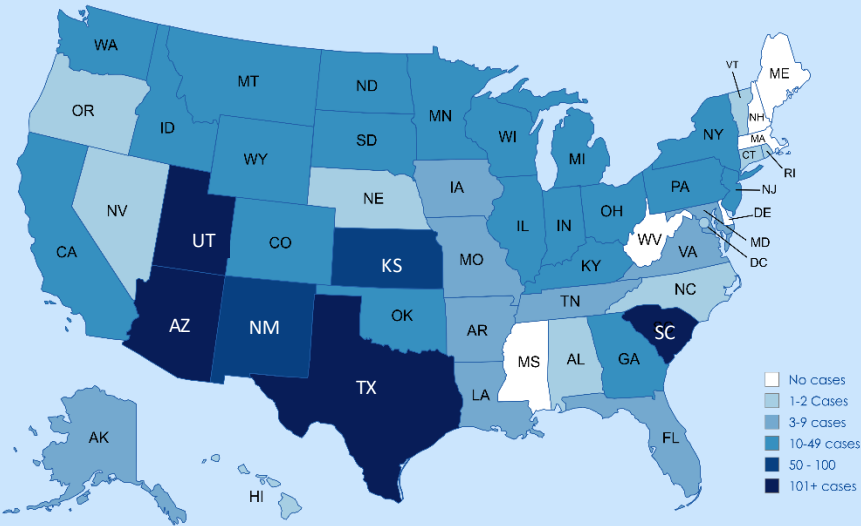 WA
MT
ND
MN
VT
ME
OR
ID
SD
WI
MI
NY
NH
MA
CT
RI
WY
IA
NE
PA
NJ
NV
UT
CO
IL
IN
OH
DE
MD
DC
CA
KS
MO
KY
WV
VA
AZ
NM
OK
AR
TN
NC
SC
TX
LA
MS
AL
GA
FL
AK
HI
No cases
1-2 Cases
3-9 cases
10-49 cases
50 - 100
101+ cases